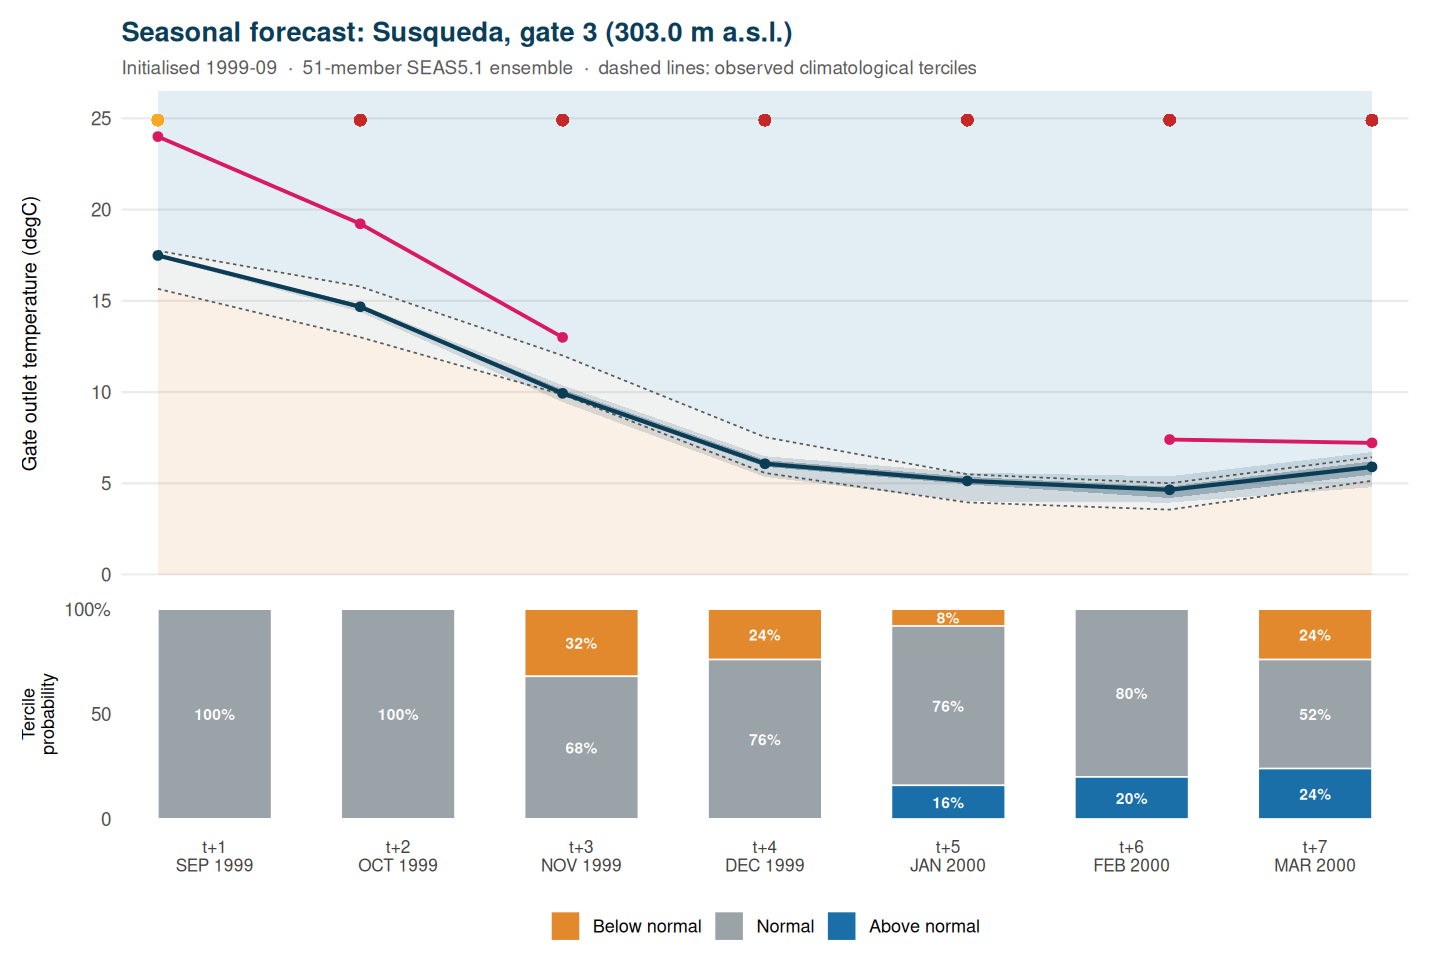 Seasonal forecast: Susqueda, gate 3 (303.0 m a.s.l.)
Initialised 1999-09 · 51-member SEAS5.1 ensemble · dashed lines: observed climatological terciles
Gate outlet temperature (degC)
25
20
15
10
5
0
Tercile
probability
100%
50
0
100%
100%
32%
68%
24%
76%
8%
76%
16%
80%
20%
24%
52%
24%
t+1
SEP 1999
t+2
OCT 1999
t+3
NOV 1999
t+4
DEC 1999
t+5
JAN 2000
t+6
FEB 2000
t+7
MAR 2000
Below normal
Normal
Above normal